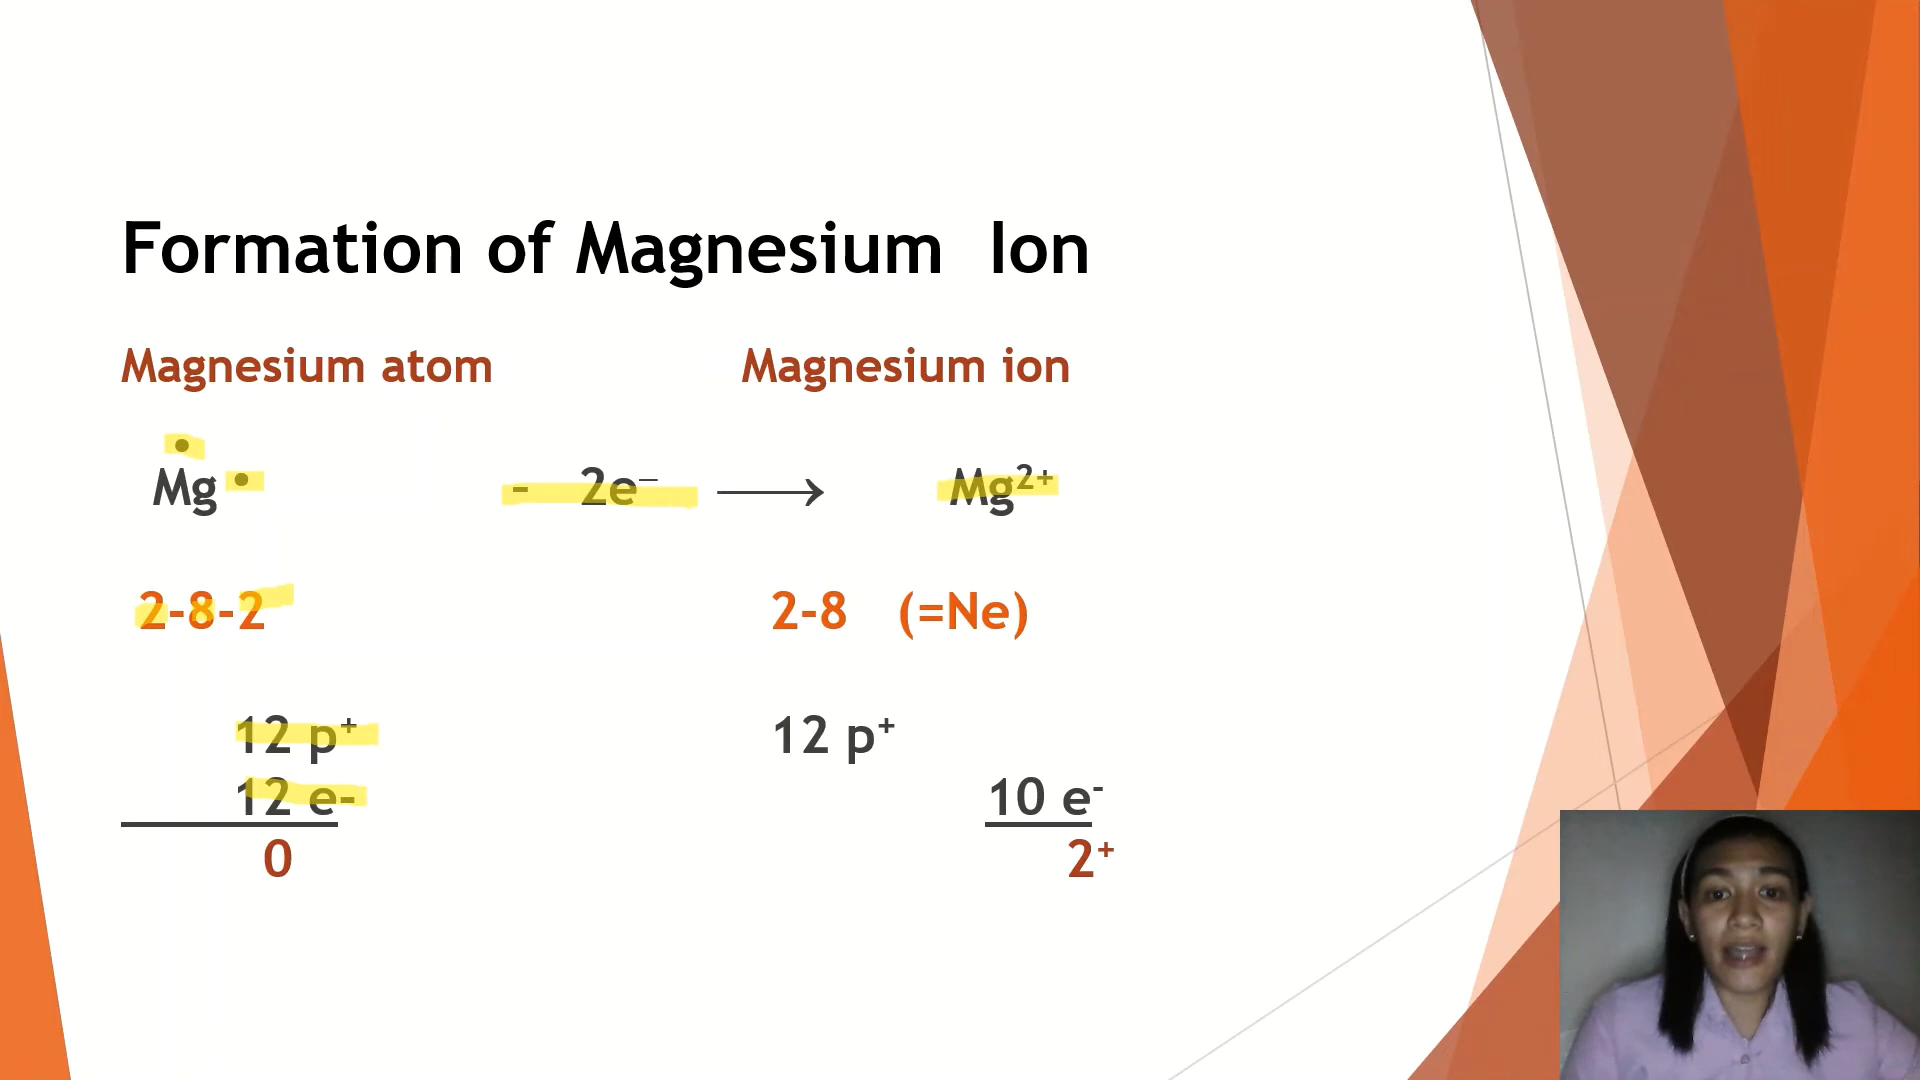 Formation of Magnesium Ion
Magnesium atom Magnesium ion
Mg - 2e⁻ ⟶ Mg²⁺
2-8-2 2-8 (=Ne)
12 p⁺ 12 p⁺
12 e- 10 e⁻
0 2⁺